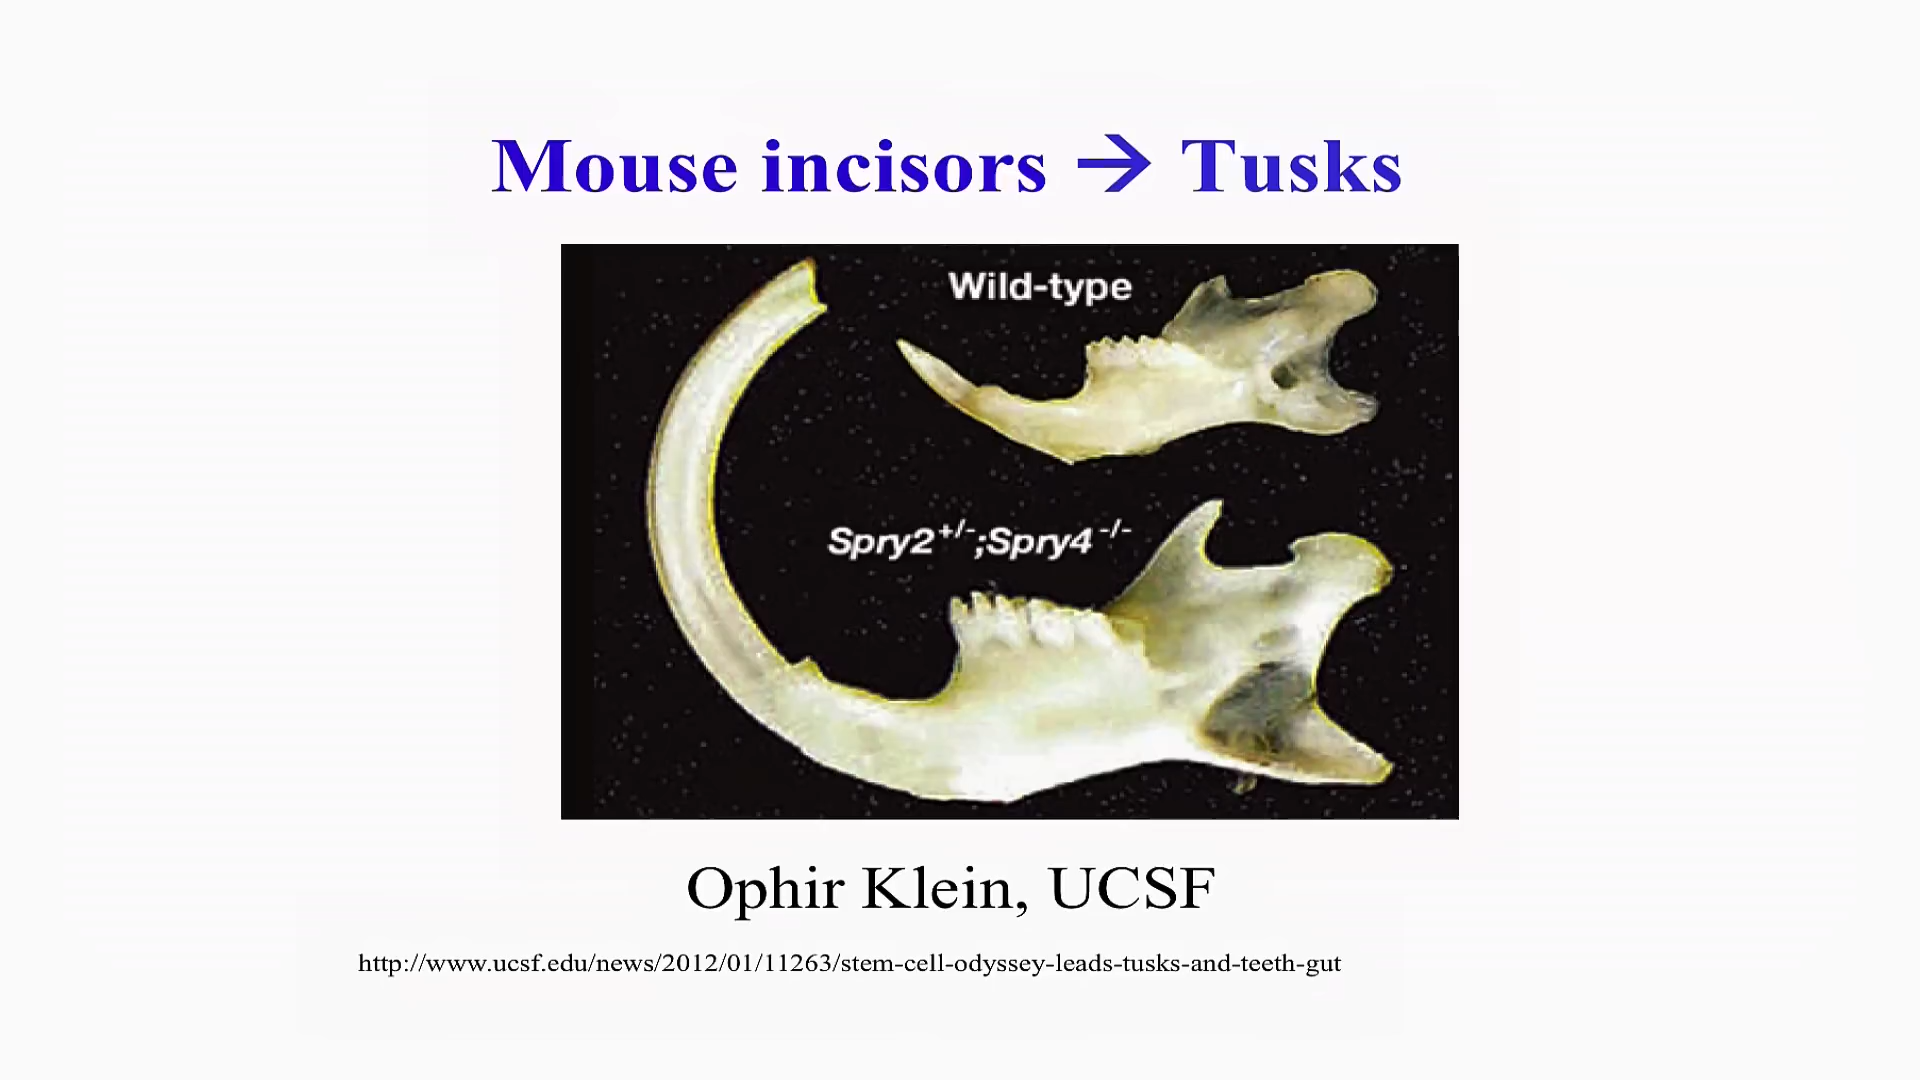 Mouse incisors → Tusks
Wild-type
Spry2+/-;Spry4-/-
Ophir Klein, UCSF
http://www.ucsf.edu/news/2012/01/11263/stem-cell-odyssey-leads-tusks-and-teeth-gut